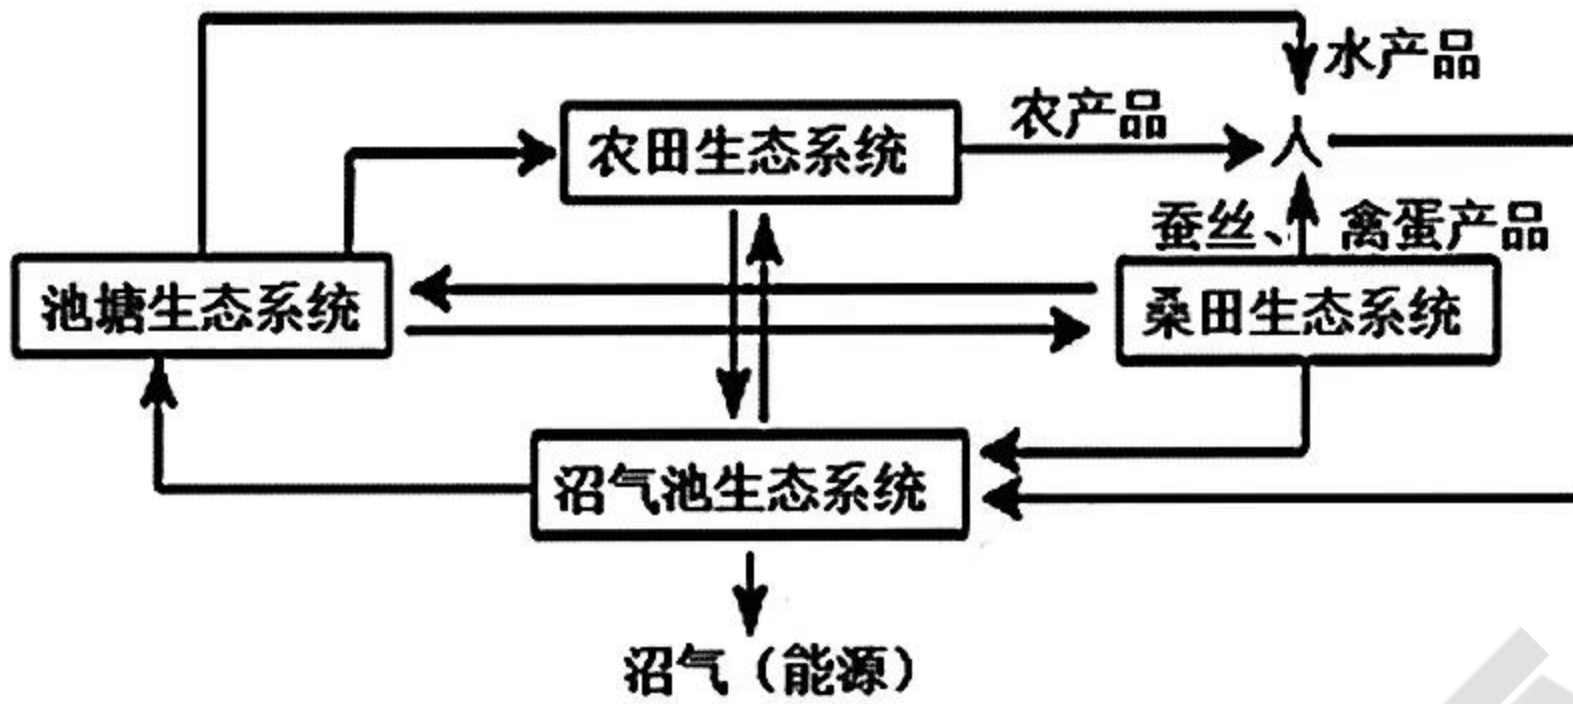 水产品
农产品
人
农田生态系统
蚕丝、禽蛋产品
池塘生态系统
桑田生态系统
沼气池生态系统
沼气（能源）